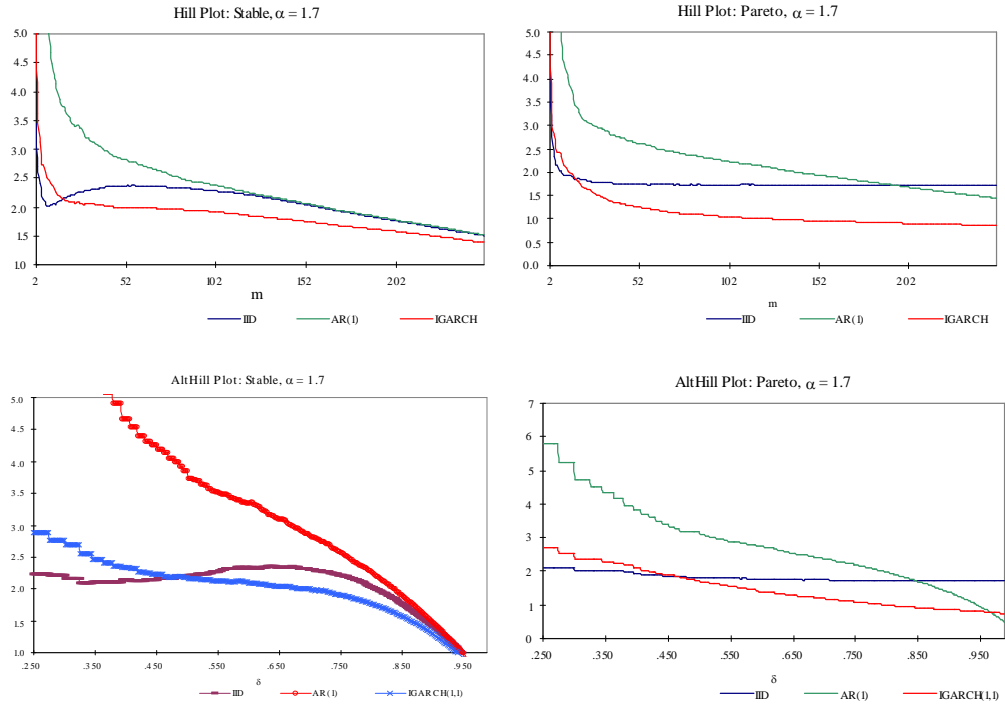 Hill Plot: Stable, α = 1.7
5.0
4.5
4.0
3.5
3.0
2.5
2.0
1.5
1.0
2 52 102 152 202
m
IID AR(1) IGARCH
Hill Plot: Pareto, α = 1.7
5.0
4.5
4.0
3.5
3.0
2.5
2.0
1.5
1.0
0.5
0.0
2 52 102 152 202
m
IID AR(1) IGARCH
AltHill Plot: Stable, α = 1.7
5.0
4.5
4.0
3.5
3.0
2.5
2.0
1.5
1.0
.250 .350 .450 .550 .650 .750 .850 .950
δ
IID AR(1) IGARCH(1,1)
AltHill Plot: Pareto, α = 1.7
7
6
5
4
3
2
1
0
.250 .350 .450 .550 .650 .750 .850 .950
δ
IID AR(1) IGARCH(1,1)